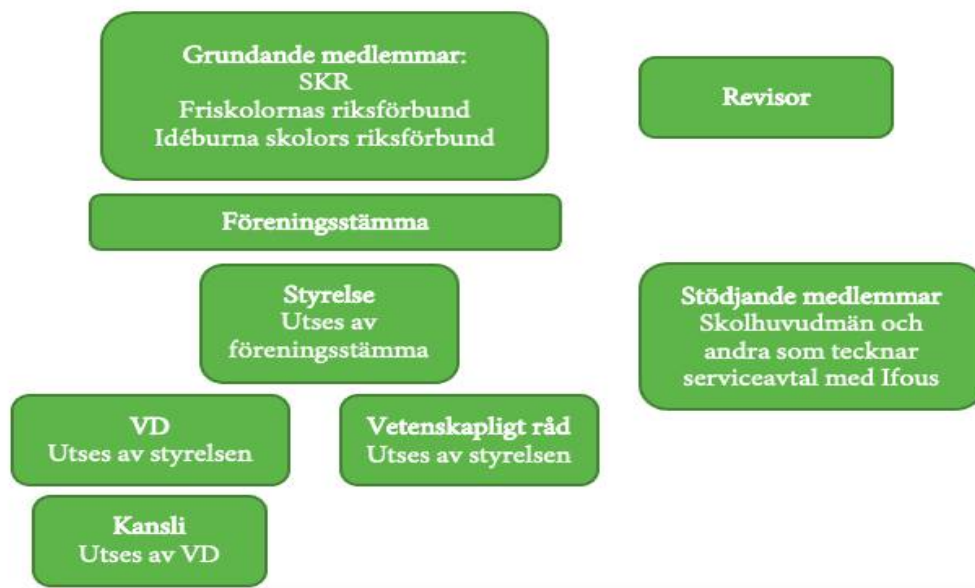 Grundande medlemmar:
SKR
Friskolornas riksförbund
Idéburna skolors riksförbund
Revisor
Föreningsstämma
Styrelse
Utses av
föreningsstämma
Stödjande medlemmar
Skolhuvudmän och
andra som tecknar
serviceavtal med Ifous
VD
Utses av styrelsen
Vetenskapligt råd
Utses av styrelsen
Kansli
Utses av VD